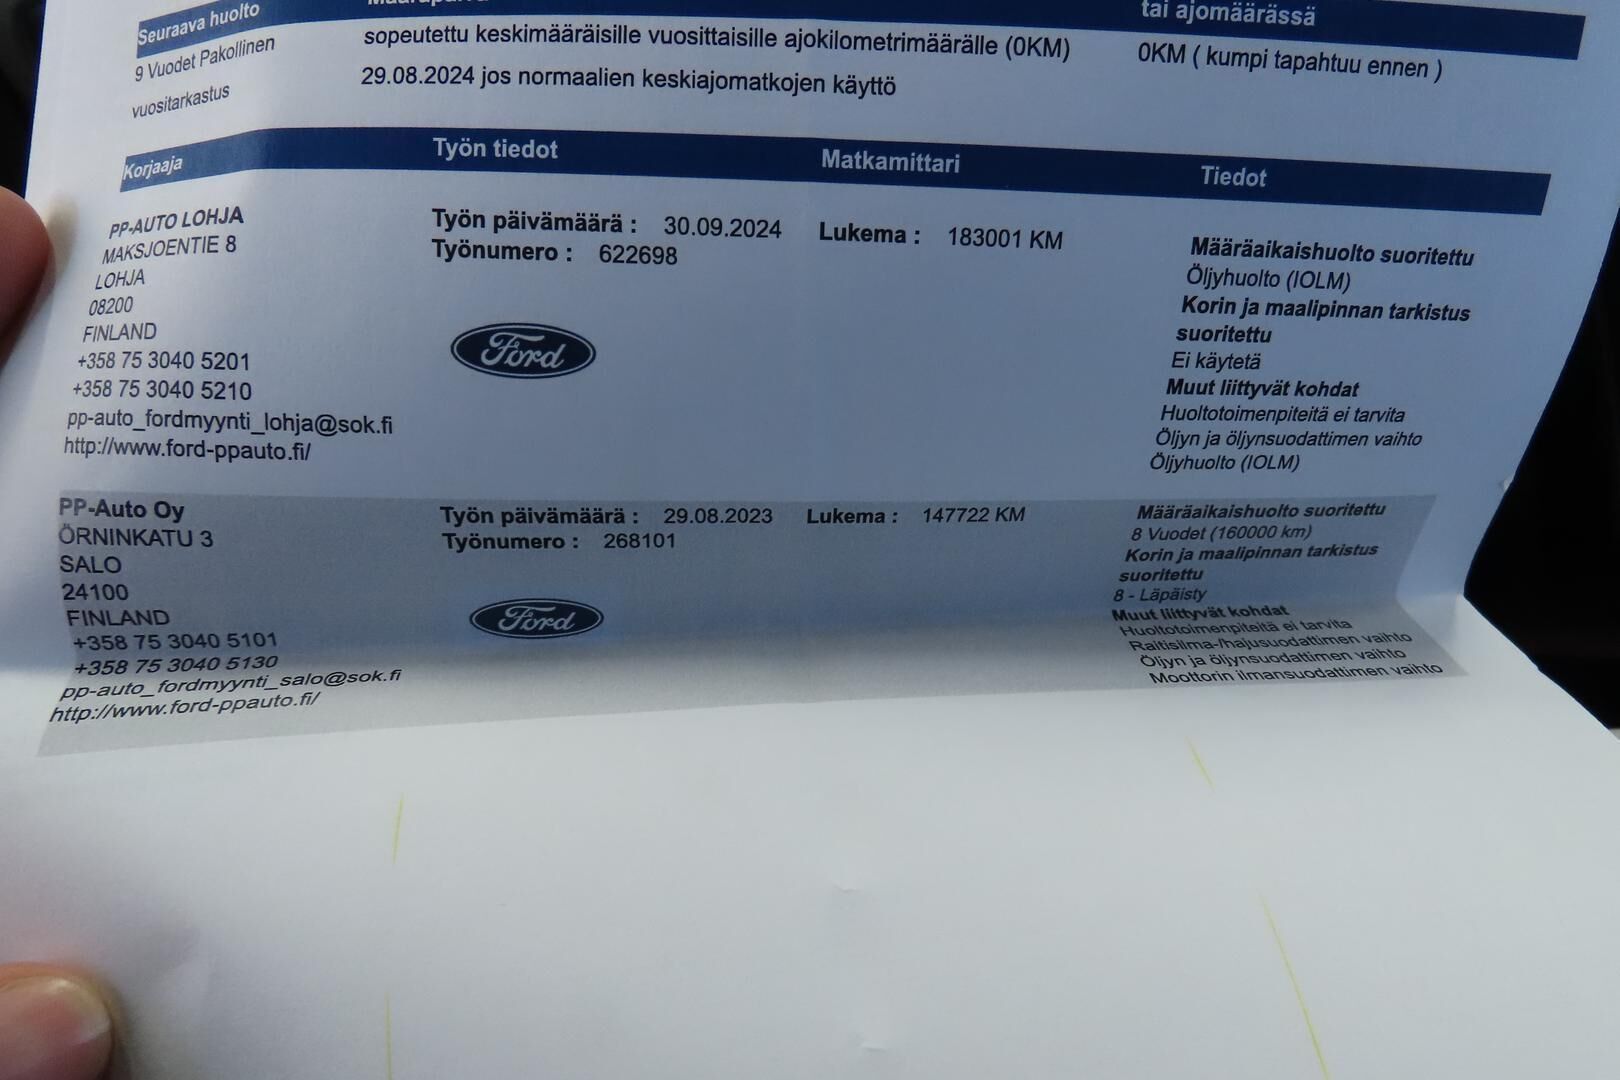 Seuraava huolto
tai ajomäärässä
9 Vuodet Pakollinen
vuositarkastus
sopeutettu keskimääräisille vuosittaisille ajokilometrimäärälle (0KM)
29.08.2024 jos normaalien keskiajomatkojen käyttö
0KM ( kumpi tapahtuu ennen )
Korjaaja
Työn tiedot
Matkamittari
Tiedot
PP-AUTO LOHJA
MAKSJOENTIE 8
LOHJA
08200
FINLAND
+358 75 3040 5201
+358 75 3040 5210
pp-auto_fordmyynti_lohja@sok.fi
http://www.ford-ppauto.fi/
Työn päivämäärä : 30.09.2024
Työnumero : 622698
Ford
Lukema : 183001 KM
Määräaikaishuolto suoritettu
Öljyhuolto (IOLM)
Korin ja maalipinnan tarkistus
suoritettu
Ei käytetä
Muut liittyvät kohdat
Huoltotoimenpiteitä ei tarvita
Öljyn ja öljynsuodattimen vaihto
Öljyhuolto (IOLM)
PP-Auto Oy
ÖRNINKATU 3
SALO
24100
FINLAND
+358 75 3040 5101
+358 75 3040 5130
pp-auto_fordmyynti_salo@sok.fi
http://www.ford-ppauto.fi/
Työn päivämäärä : 29.08.2023
Työnumero : 268101
Ford
Lukema : 147722 KM
Määräaikaishuolto suoritettu
8 Vuodet (160000 km)
Korin ja maalipinnan tarkistus
suoritettu
8 - Läpäisty
Muut liittyvät kohdat
Huoltotoimenpiteitä ei tarvita
Raitisilma-/hajusuodattimen vaihto
Öljyn ja öljynsuodattimen vaihto
Moottorin ilmansuodattimen vaihto